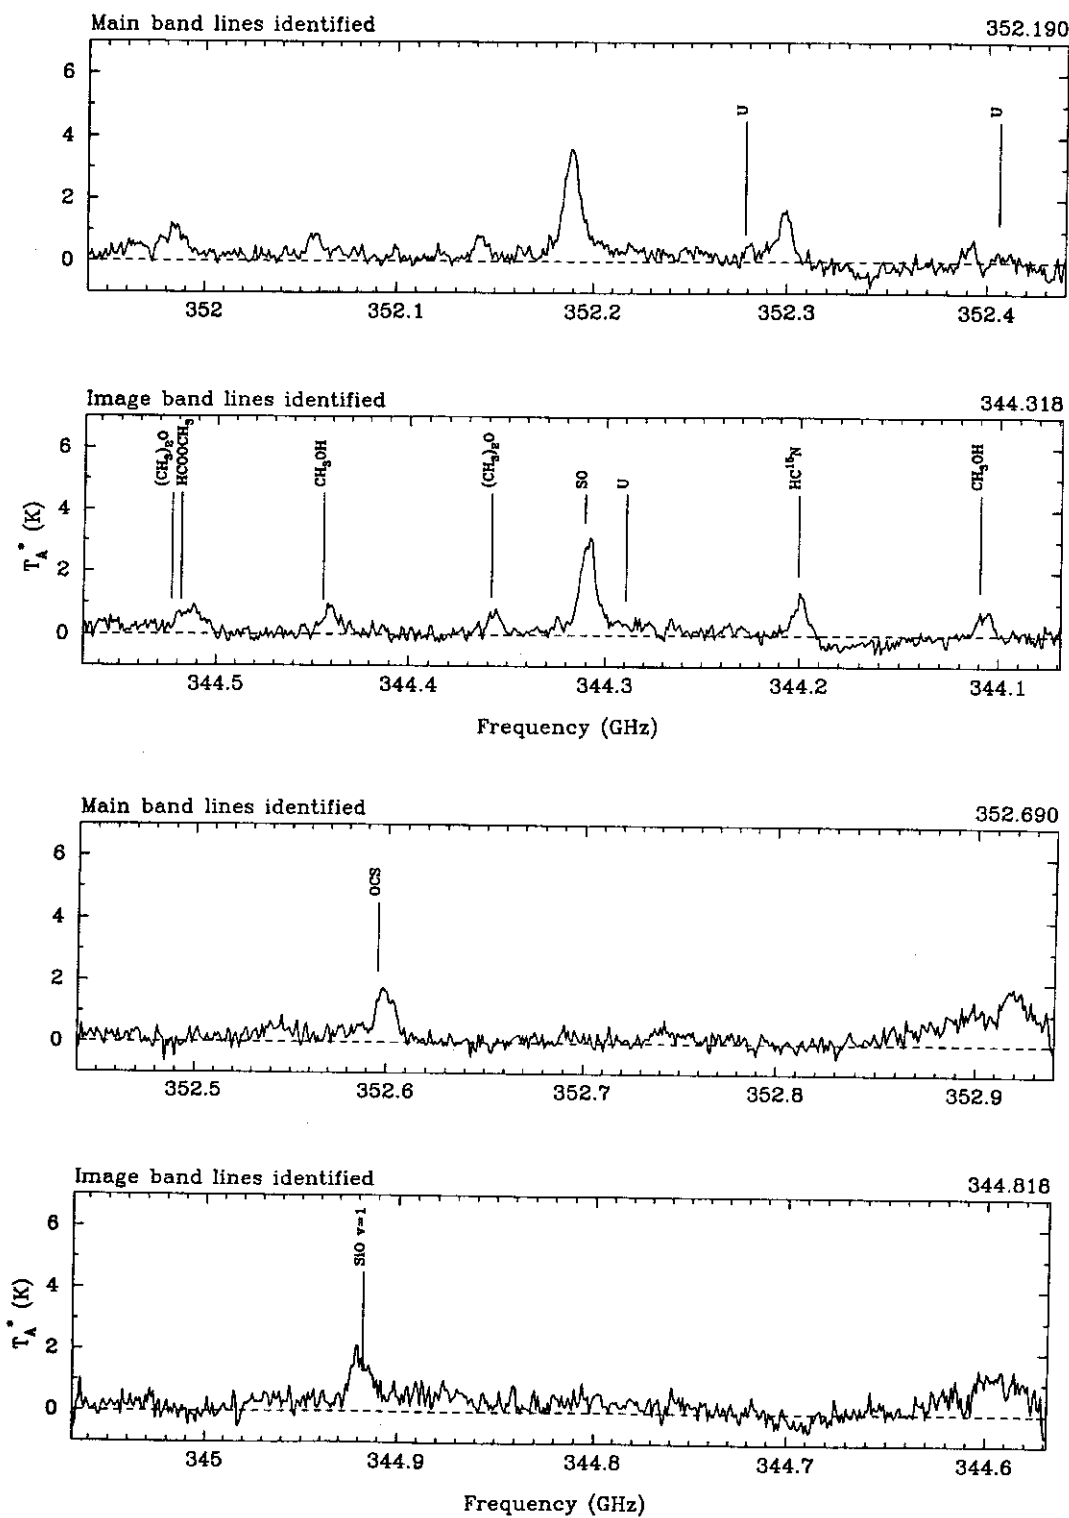 Main band lines identified 352.190
U U
6
4
2
0
352 352.1 352.2 352.3 352.4
Image band lines identified 344.318
(CH3)2O HCOOCH3 CH3OH (CH3)2O SO U HC15N CH3OH
6
4
2
0
TA* (K)
344.5 344.4 344.3 344.2 344.1
Frequency (GHz)
Main band lines identified 352.690
OCS
6
4
2
0
352.5 352.6 352.7 352.8 352.9
Image band lines identified 344.818
SiO v=1
6
4
2
0
TA* (K)
345 344.9 344.8 344.7 344.6
Frequency (GHz)